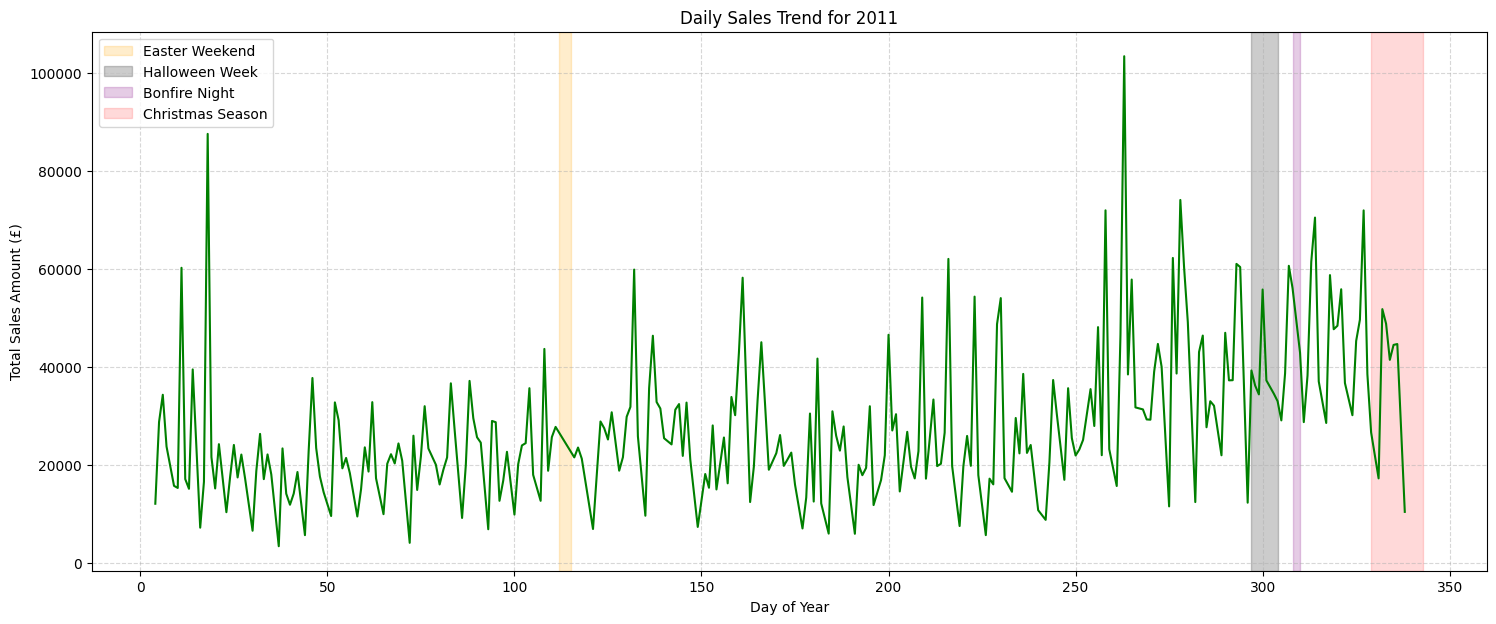 Daily Sales Trend for 2011
Easter Weekend
Halloween Week
Bonfire Night
Christmas Season
Total Sales Amount (£)
100000
80000
60000
40000
20000
0
0 50 100 150 200 250 300 350
Day of Year